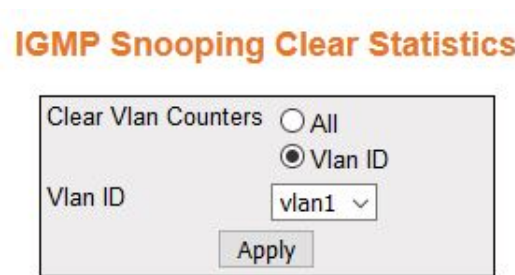 IGMP Snooping Clear Statistics
Clear Vlan Counters All
Vlan ID
Vlan ID vlan1
Apply